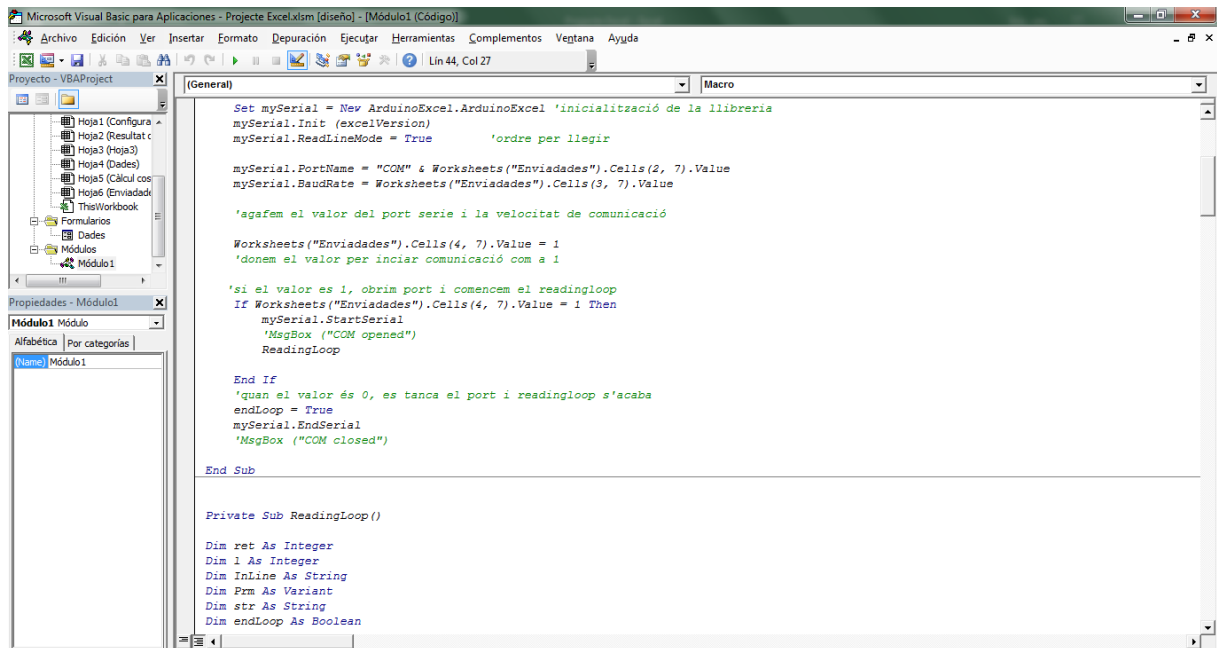 Microsoft Visual Basic para Aplicaciones - Projecte Excel.xlsm [diseño] - [Módulo1 (Código)]
Archivo Edición Ver Insertar Formato Depuración Ejecutar Herramientas Complementos Ventana Ayuda
Lín 44, Col 27
Proyecto - VBAProject
Hoja1 (Configura
Hoja2 (Resultat c
Hoja3 (Hoja3)
Hoja4 (Dades)
Hoja5 (Càlcul cos
Hoja6 (Enviadade
ThisWorkbook
Formularios
Dades
Módulos
Módulo1
Propiedades - Módulo1
Módulo1 Módulo
Alfabética Por categorías
(Name) Módulo1
(General) Macro
Set mySerial = New ArduinoExcel.ArduinoExcel 'inicialització de la llibreria
mySerial.Init (excelVersion)
mySerial.ReadLineMode = True 'ordre per llegir
mySerial.PortName = "COM" & Worksheets("Enviadades").Cells(2, 7).Value
mySerial.BaudRate = Worksheets("Enviadades").Cells(3, 7).Value
'agafem el valor del port serie i la velocitat de comunicació
Worksheets("Enviadades").Cells(4, 7).Value = 1
'donem el valor per inciar comunicació com a 1
'si el valor es 1, obrim port i comencem el readingloop
If Worksheets("Enviadades").Cells(4, 7).Value = 1 Then
mySerial.StartSerial
'MsgBox ("COM opened")
ReadingLoop
End If
'quan el valor és 0, es tanca el port i readingloop s'acaba
endLoop = True
mySerial.EndSerial
'MsgBox ("COM closed")
End Sub
Private Sub ReadingLoop()
Dim ret As Integer
Dim l As Integer
Dim InLine As String
Dim Prm As Variant
Dim str As String
Dim endLoop As Boolean